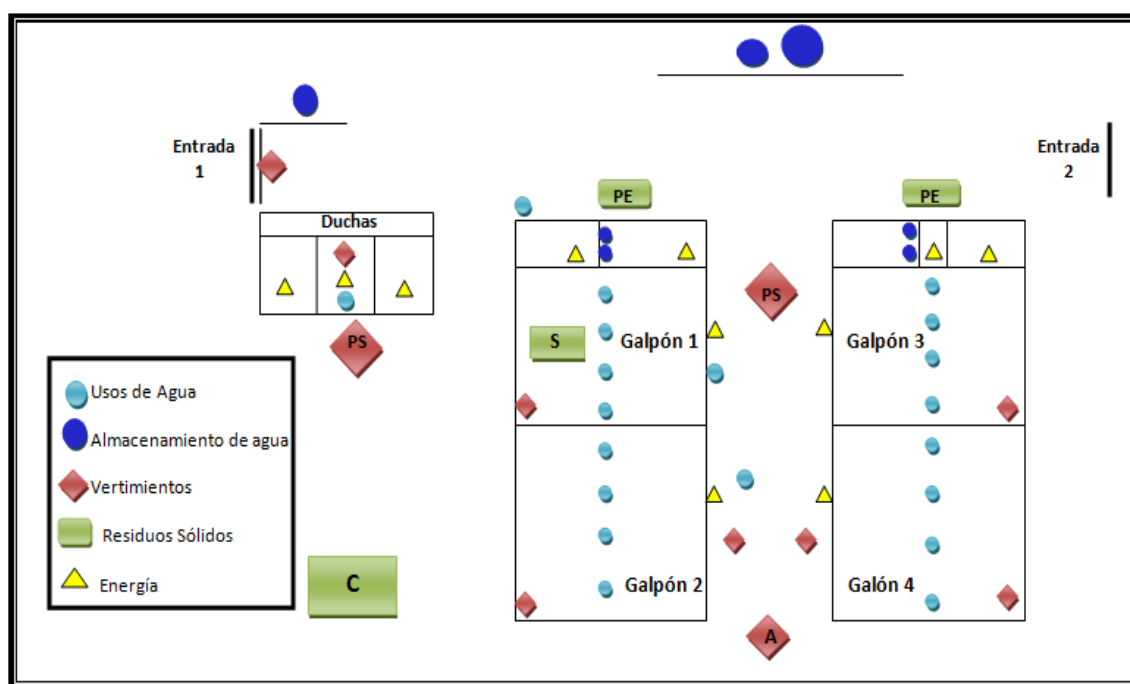 Entrada
1
Entrada
2
PE
PE
Duchas
PS
PS
S
Galpón 1
Galpón 3
Usos de Agua
Almacenamiento de agua
Vertimientos
Residuos Sólidos
Energía
C
Galpón 2
Galón 4
A